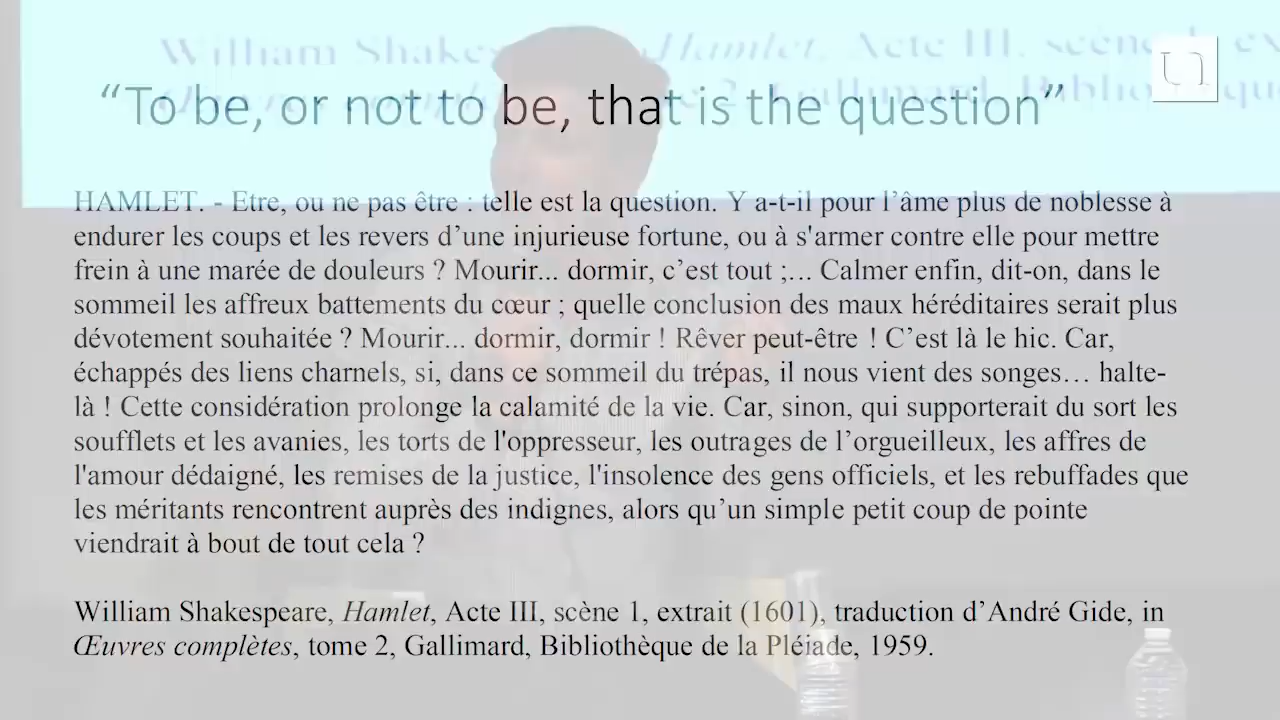 William Shakes Hamlet, Acte III, scène 1, ex
“To be, or not to be, that is the question”
HAMLET. - Etre, ou ne pas être : telle est la question. Y a-t-il pour l’âme plus de noblesse à
endurer les coups et les revers d’une injurieuse fortune, ou à s'armer contre elle pour mettre
frein à une marée de douleurs ? Mourir... dormir, c’est tout ;... Calmer enfin, dit-on, dans le
sommeil les affreux battements du cœur ; quelle conclusion des maux héréditaires serait plus
dévotement souhaitée ? Mourir... dormir, dormir ! Rêver peut-être ! C’est là le hic. Car,
échappés des liens charnels, si, dans ce sommeil du trépas, il nous vient des songes… halte-
là ! Cette considération prolonge la calamité de la vie. Car, sinon, qui supporterait du sort les
soufflets et les avanies, les torts de l'oppresseur, les outrages de l’orgueilleux, les affres de
l'amour dédaigné, les remises de la justice, l'insolence des gens officiels, et les rebuffades que
les méritants rencontrent auprès des indignes, alors qu’un simple petit coup de pointe
viendrait à bout de tout cela ?
William Shakespeare, Hamlet, Acte III, scène 1, extrait (1601), traduction d’André Gide, in
Œuvres complètes, tome 2, Gallimard, Bibliothèque de la Pléiade, 1959.